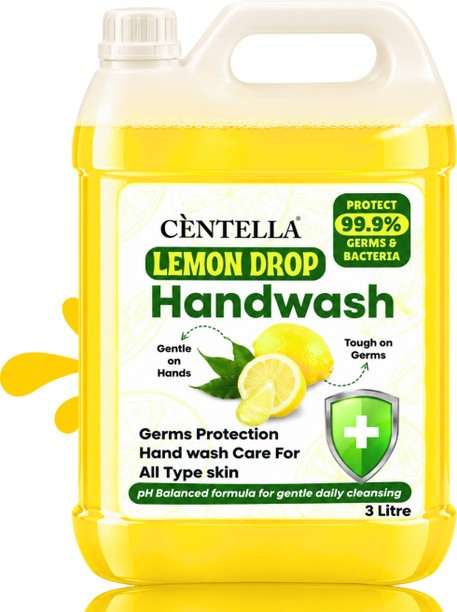 CÈNTELLA®
LEMON DROP
Handwash
PROTECT
99.9%
GERMS &
BACTERIA
Gentle
on
Hands
Tough on
Germs
Germs Protection
Hand wash Care For
All Type skin
pH Balanced formula for gentle daily cleansing
3 Litre